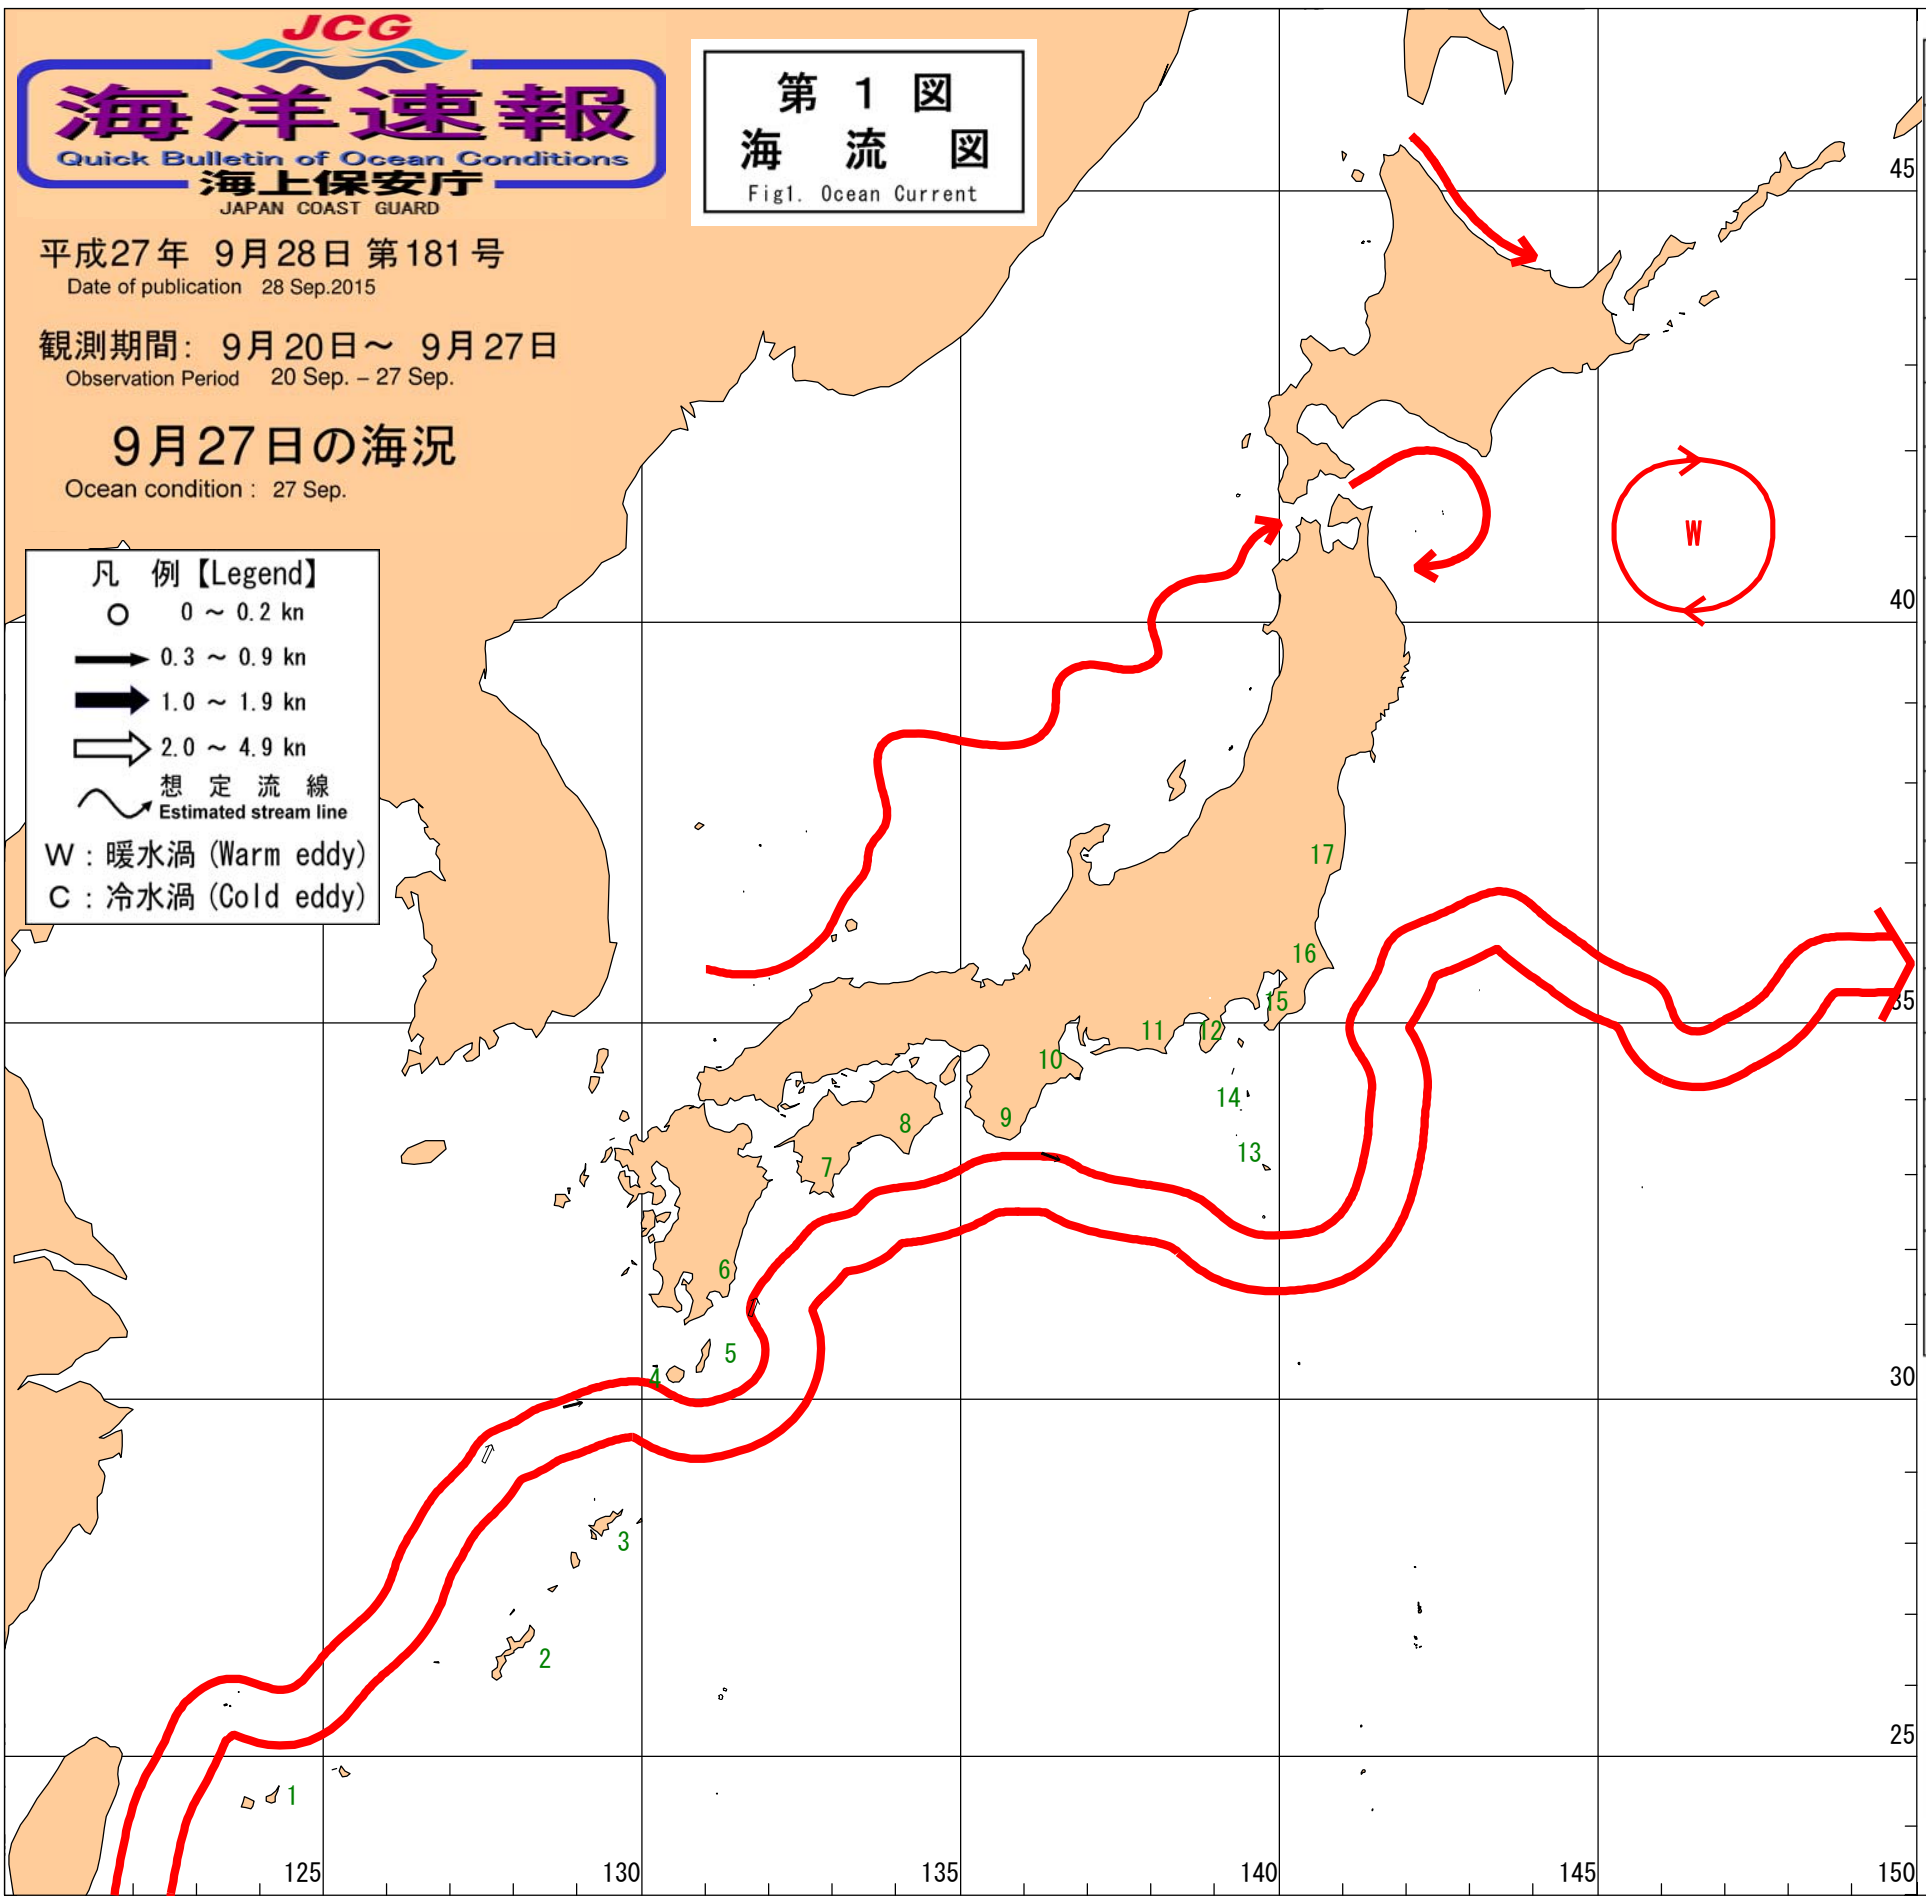 JCG
海洋速報
Quick Bulletin of Ocean Conditions
海上保安庁
JAPAN COAST GUARD
第 1 図
海 流 図
Fig1. Ocean Current
平成27年 9月28日 第181号
Date of publication 28 Sep.2015
観測期間: 9月20日～ 9月27日
Observation Period 20 Sep. – 27 Sep.
9月27日の海況
Ocean condition : 27 Sep.
凡 例【Legend】
0 ～ 0.2 kn
0.3 ～ 0.9 kn
1.0 ～ 1.9 kn
2.0 ～ 4.9 kn
想 定 流 線
Estimated stream line
W : 暖水渦 (Warm eddy)
C : 冷水渦 (Cold eddy)
45
W
40
17
16
15
35
11
12
10
14
9
8
13
7
6
5
4
30
3
2
25
1
125
130
135
140
145
150